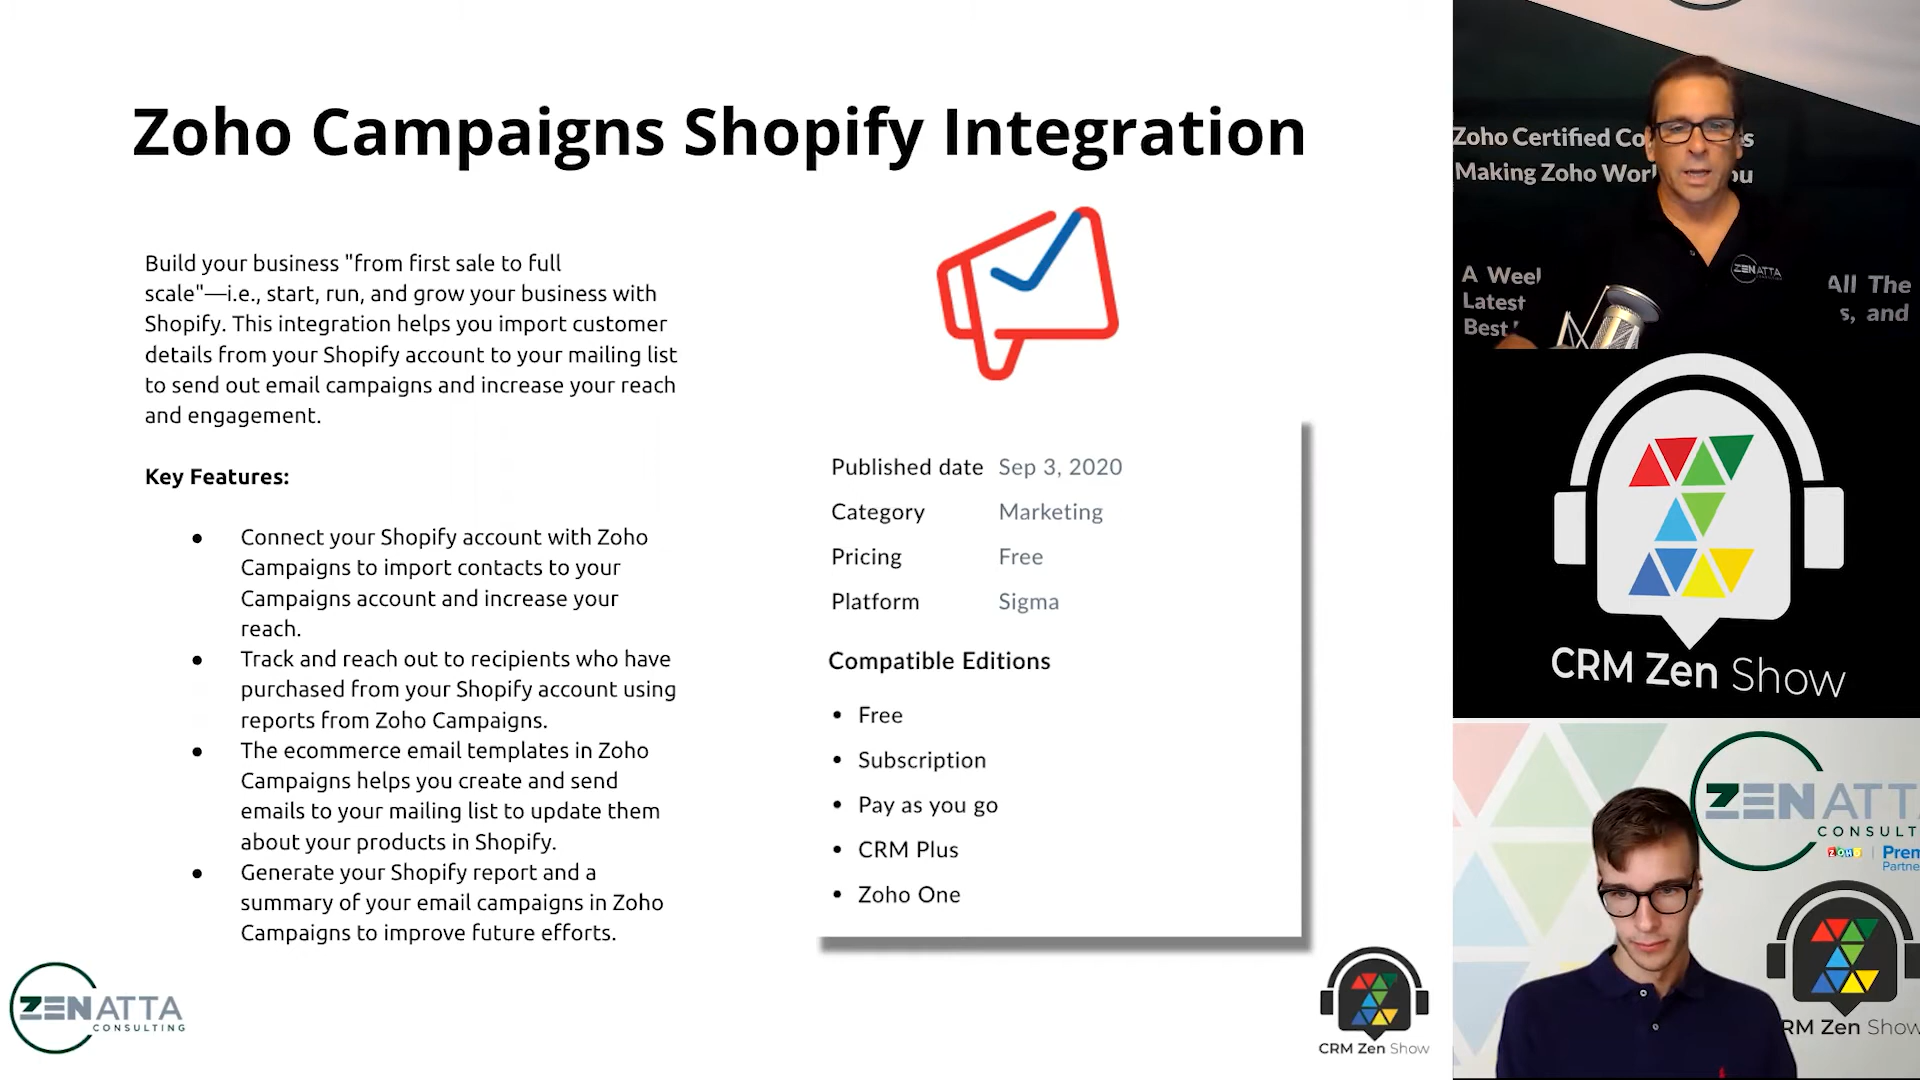 Zoho Campaigns Shopify Integration
Build your business "from first sale to full
scale"—i.e., start, run, and grow your business with
Shopify. This integration helps you import customer
details from your Shopify account to your mailing list
to send out email campaigns and increase your reach
and engagement.
Key Features:
● Connect your Shopify account with Zoho
Campaigns to import contacts to your
Campaigns account and increase your
reach.
● Track and reach out to recipients who have
purchased from your Shopify account using
reports from Zoho Campaigns.
● The ecommerce email templates in Zoho
Campaigns helps you create and send
emails to your mailing list to update them
about your products in Shopify.
● Generate your Shopify report and a
summary of your email campaigns in Zoho
Campaigns to improve future efforts.
Published date Sep 3, 2020
Category Marketing
Pricing Free
Platform Sigma
Compatible Editions
• Free
• Subscription
• Pay as you go
• CRM Plus
• Zoho One
ZENATTA
CONSULTING
CRM Zen Show
Zoho Certified
Making Zoho
ZENATTA
A
All The
Latest
and
Best
CRM Zen Show
ZENATT
CONSULT
ZOHO
Partne
Zen Show